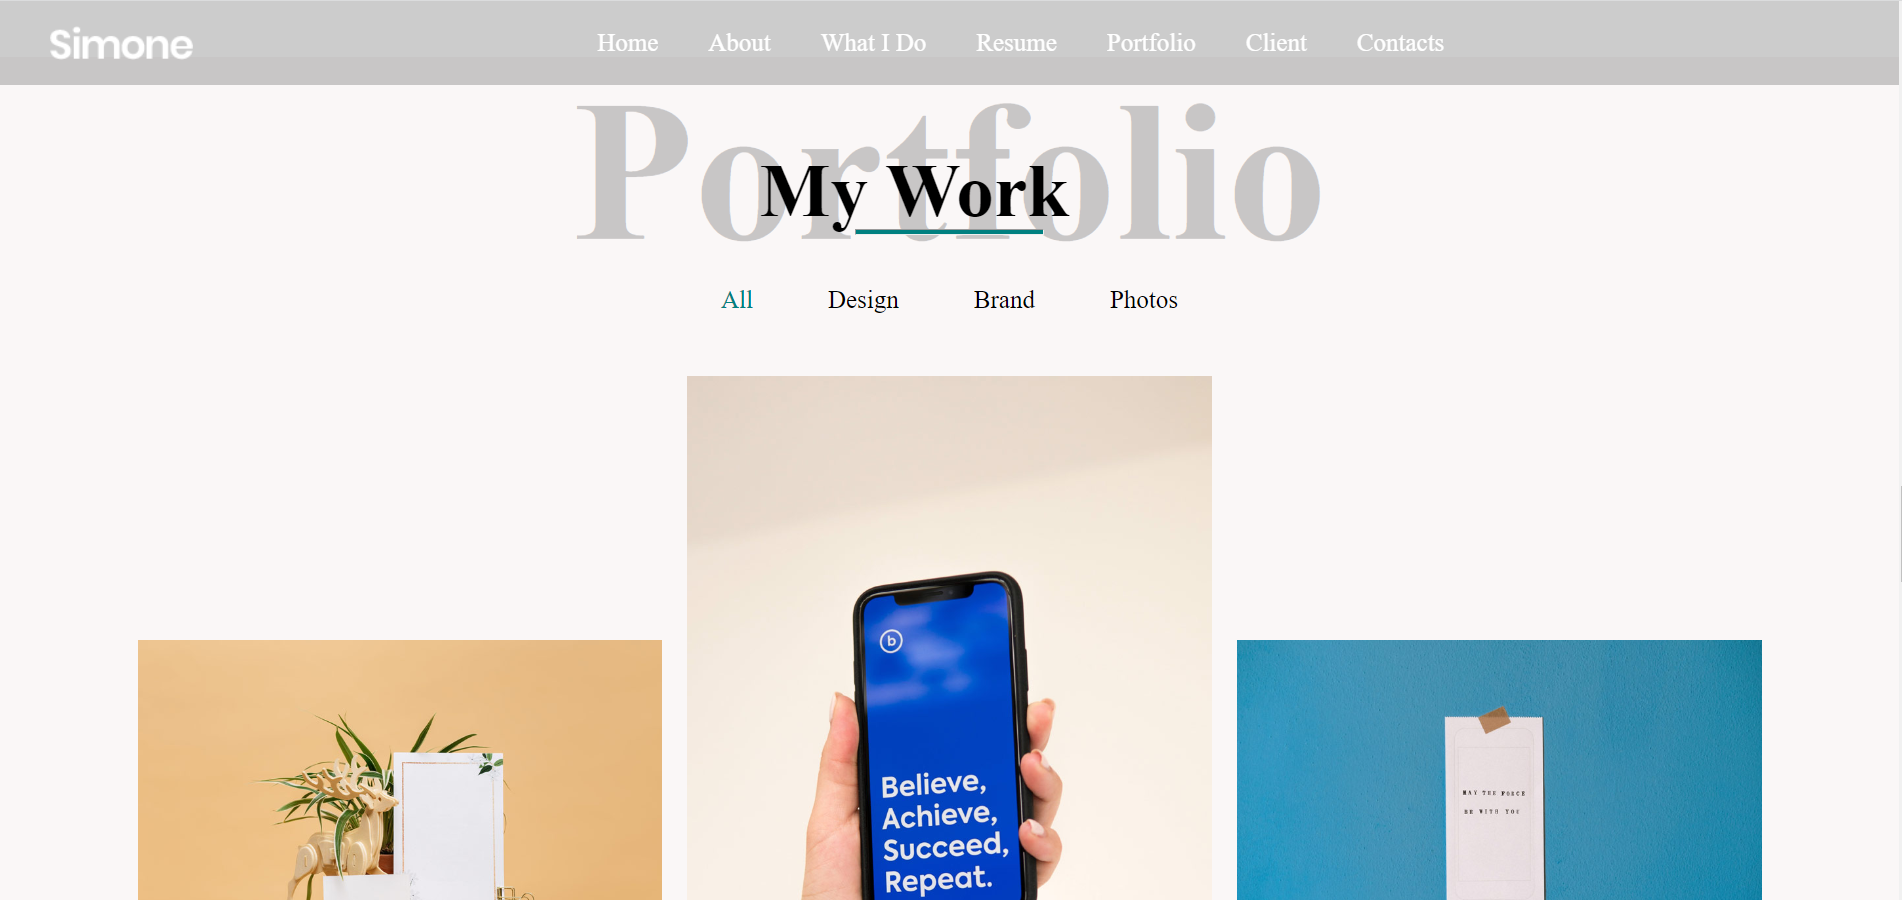 Simone
Home About What I Do Resume Portfolio Client Contacts
Portfolio
My Work
All Design Brand Photos
b
Believe,
Achieve,
Succeed,
Repeat.
MAY THE FORCE
BE WITH YOU